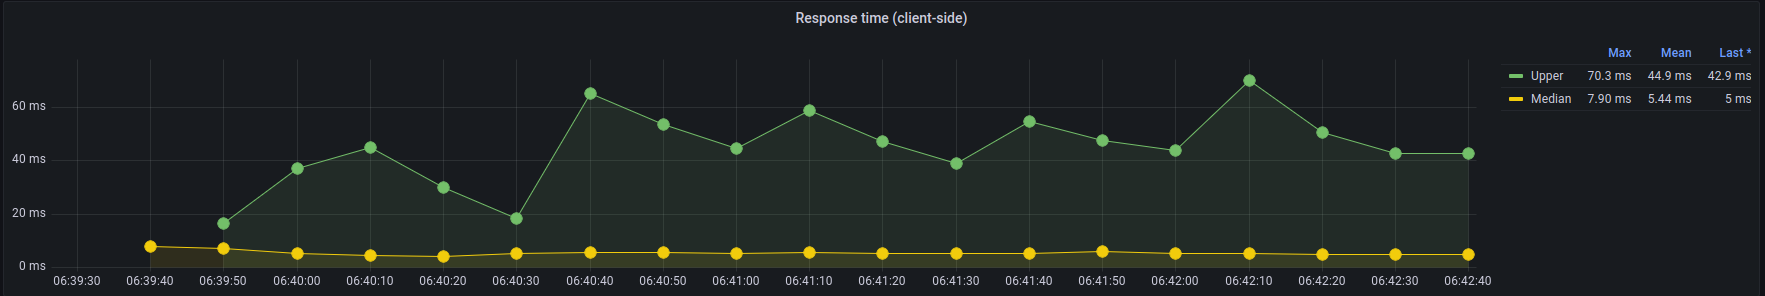 Response time (client-side)
Max Mean Last *
Upper 70.3 ms 44.9 ms 42.9 ms
Median 7.90 ms 5.44 ms 5 ms
60 ms
40 ms
20 ms
0 ms
06:39:30 06:39:40 06:39:50 06:40:00 06:40:10 06:40:20 06:40:30 06:40:40 06:40:50 06:41:00 06:41:10 06:41:20 06:41:30 06:41:40 06:41:50 06:42:00 06:42:10 06:42:20 06:42:30 06:42:40